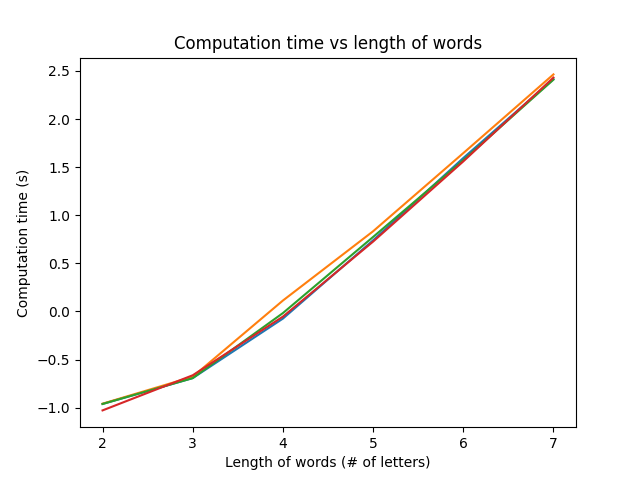 Computation time vs length of words
2.5
2.0
1.5
1.0
0.5
0.0
−0.5
−1.0
Computation time (s)
2 3 4 5 6 7
Length of words (# of letters)